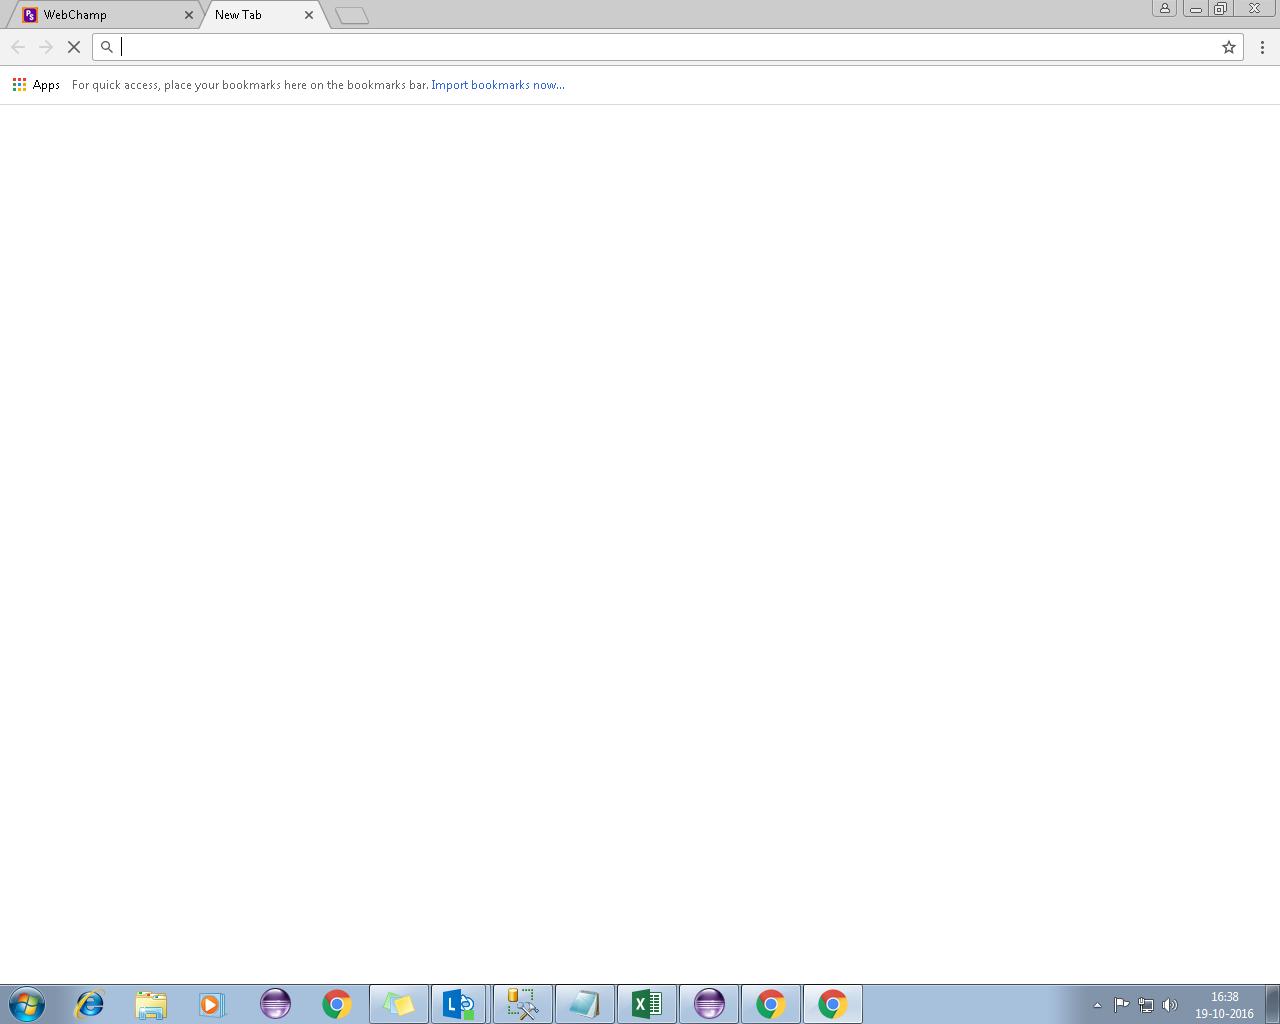 WebChamp
New Tab
Apps For quick access, place your bookmarks here on the bookmarks bar. Import bookmarks now...
16:38
19-10-2016